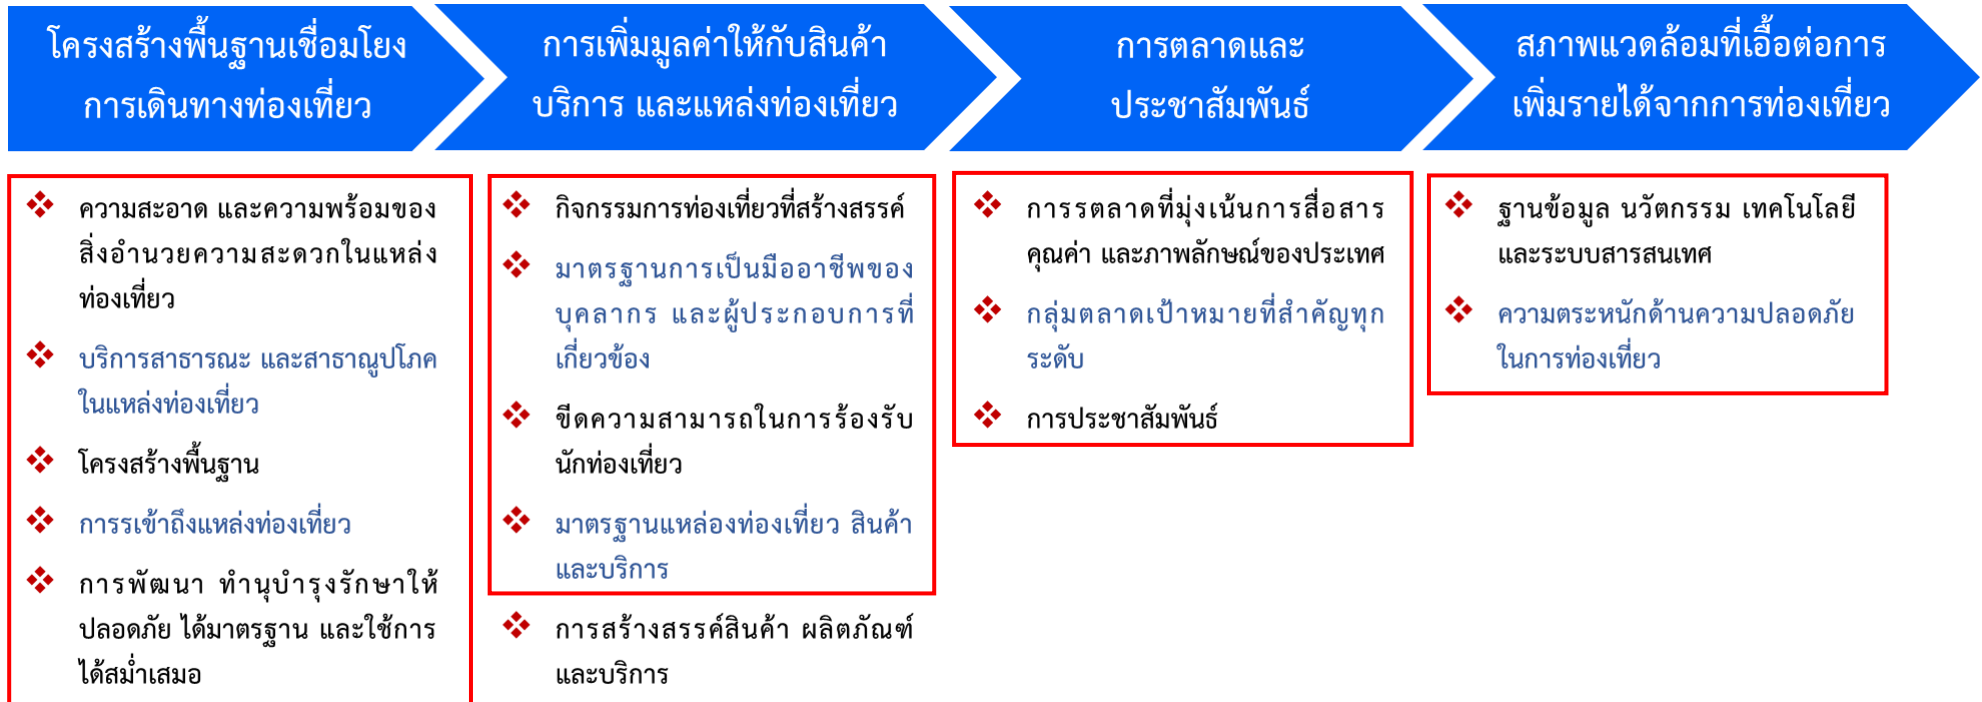 โครงสร้างพื้นฐานเชื่อมโยง
การเดินทางท่องเที่ยว
การเพิ่มมูลค่าให้กับสินค้า
บริการ และแหล่งท่องเที่ยว
การตลาดและ
ประชาสัมพันธ์
สภาพแวดล้อมที่เอื้อต่อการ
เพิ่มรายได้จากการท่องเที่ยว
ความสะอาด และความพร้อมของ
สิ่งอำนวยความสะดวกในแหล่ง
ท่องเที่ยว
บริการสาธารณะ และสาธาณูปโภค
ในแหล่งท่องเที่ยว
โครงสร้างพื้นฐาน
การรเข้าถึงแหล่งท่องเที่ยว
การพัฒนา ทำนุบำรุงรักษาให้
ปลอดภัย ได้มาตรฐาน และใช้การ
ได้สม่ำเสมอ
กิจกรรมการท่องเที่ยวที่สร้างสรรค์
มาตรฐานการเป็นมืออาชีพของ
บุคลากร และผู้ประกอบการที่
เกี่ยวข้อง
ขีดความสามารถในการร้องรับ
นักท่องเที่ยว
มาตรฐานแหล่องท่องเที่ยว สินค้า
และบริการ
การสร้างสรรค์สินค้า ผลิตภัณฑ์
และบริการ
การรตลาดที่มุ่งเน้นการสื่อสาร
คุณค่า และภาพลักษณ์ของประเทศ
กลุ่มตลาดเป้าหมายที่สำคัญทุก
ระดับ
การประชาสัมพันธ์
ฐานข้อมูล นวัตกรรม เทคโนโลยี
และระบบสารสนเทศ
ความตระหนักด้านความปลอดภัย
ในการท่องเที่ยว